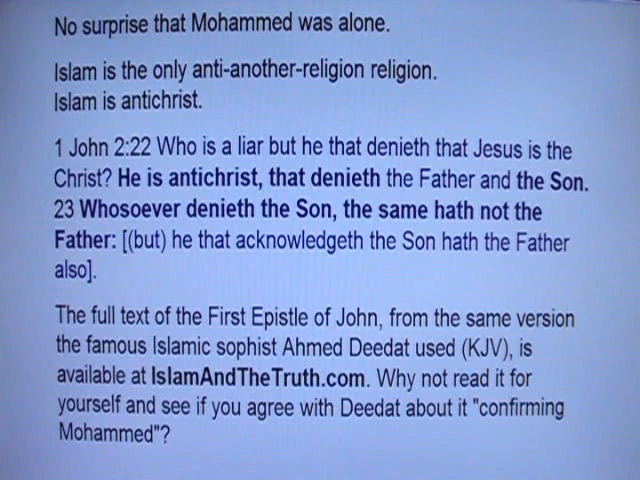 No surprise that Mohammed was alone.
Islam is the only anti-another-religion religion.
Islam is antichrist.
1 John 2:22 Who is a liar but he that denieth that Jesus is the
Christ? He is antichrist, that denieth the Father and the Son.
23 Whosoever denieth the Son, the same hath not the
Father: [(but) he that acknowledgeth the Son hath the Father
also].
The full text of the First Epistle of John, from the same version
the famous Islamic sophist Ahmed Deedat used (KJV), is
available at IslamAndTheTruth.com. Why not read it for
yourself and see if you agree with Deedat about it "confirming
Mohammed"?